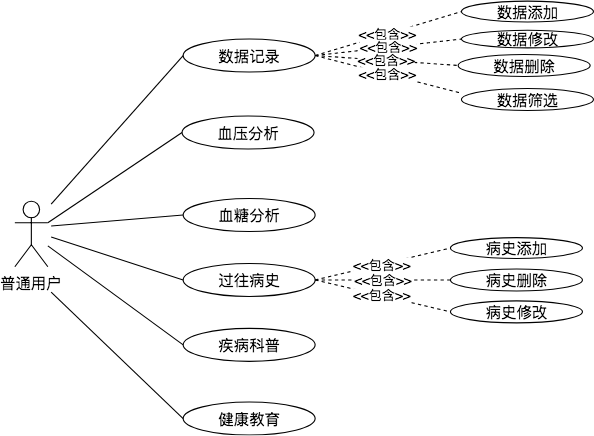 数据添加
<<包含>>
数据修改
<<包含>>
数据记录
<<包含>>
数据删除
<<包含>>
数据筛选
血压分析
血糖分析
普通用户
病史添加
<<包含>>
过往病史
<<包含>>
病史删除
<<包含>>
病史修改
疾病科普
健康教育